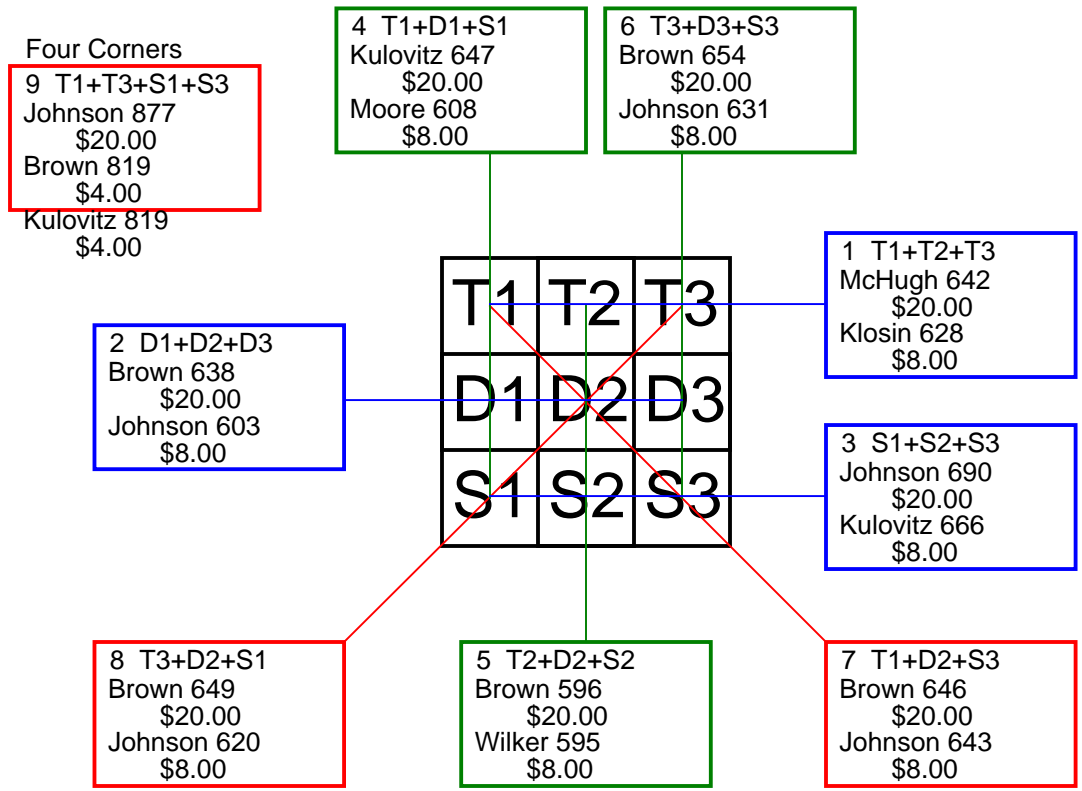 Four Corners
9 T1+T3+S1+S3
Johnson 877
$20.00
Brown 819
$4.00
Kulovitz 819
$4.00
4 T1+D1+S1
Kulovitz 647
$20.00
Moore 608
$8.00
6 T3+D3+S3
Brown 654
$20.00
Johnson 631
$8.00
1 T1+T2+T3
McHugh 642
$20.00
Klosin 628
$8.00
2 D1+D2+D3
Brown 638
$20.00
Johnson 603
$8.00
T1 T2 T3
D1 D2 D3
S1 S2 S3
3 S1+S2+S3
Johnson 690
$20.00
Kulovitz 666
$8.00
8 T3+D2+S1
Brown 649
$20.00
Johnson 620
$8.00
5 T2+D2+S2
Brown 596
$20.00
Wilker 595
$8.00
7 T1+D2+S3
Brown 646
$20.00
Johnson 643
$8.00